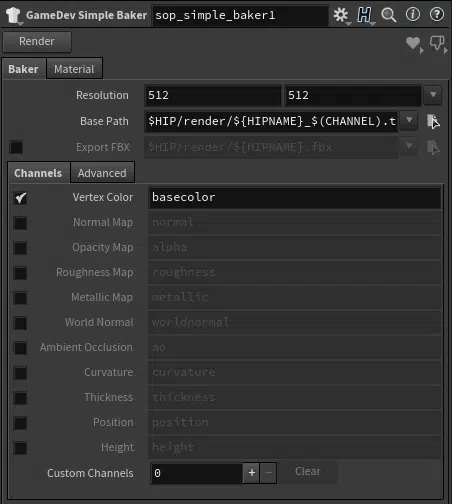 GameDev Simple Baker sop_simple_baker1
Render
Baker Material
Resolution 512 512
Base Path $HIP/render/${HIPNAME}_$(CHANNEL).t
Export FBX $HIP/render/${HIPNAME}.fbx
Channels Advanced
Vertex Color basecolor
Normal Map normal
Opacity Map alpha
Roughness Map roughness
Metallic Map metallic
World Normal worldnormal
Ambient Occlusion ao
Curvature curvature
Thickness thickness
Position position
Height height
Custom Channels 0 + − Clear